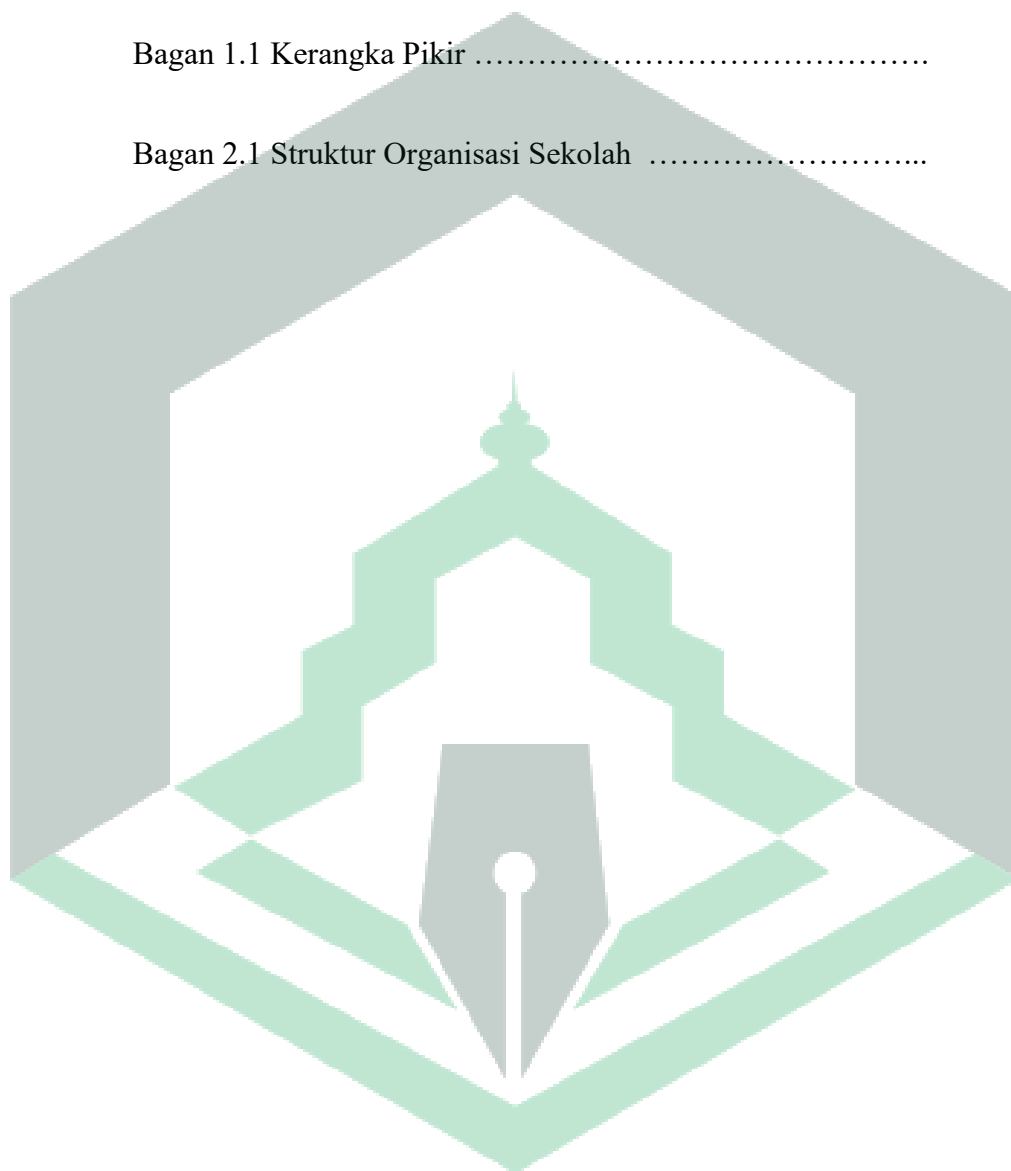 Bagan 1.1 Kerangka Pikir …………………………………….
Bagan 2.1 Struktur Organisasi Sekolah ……………………...